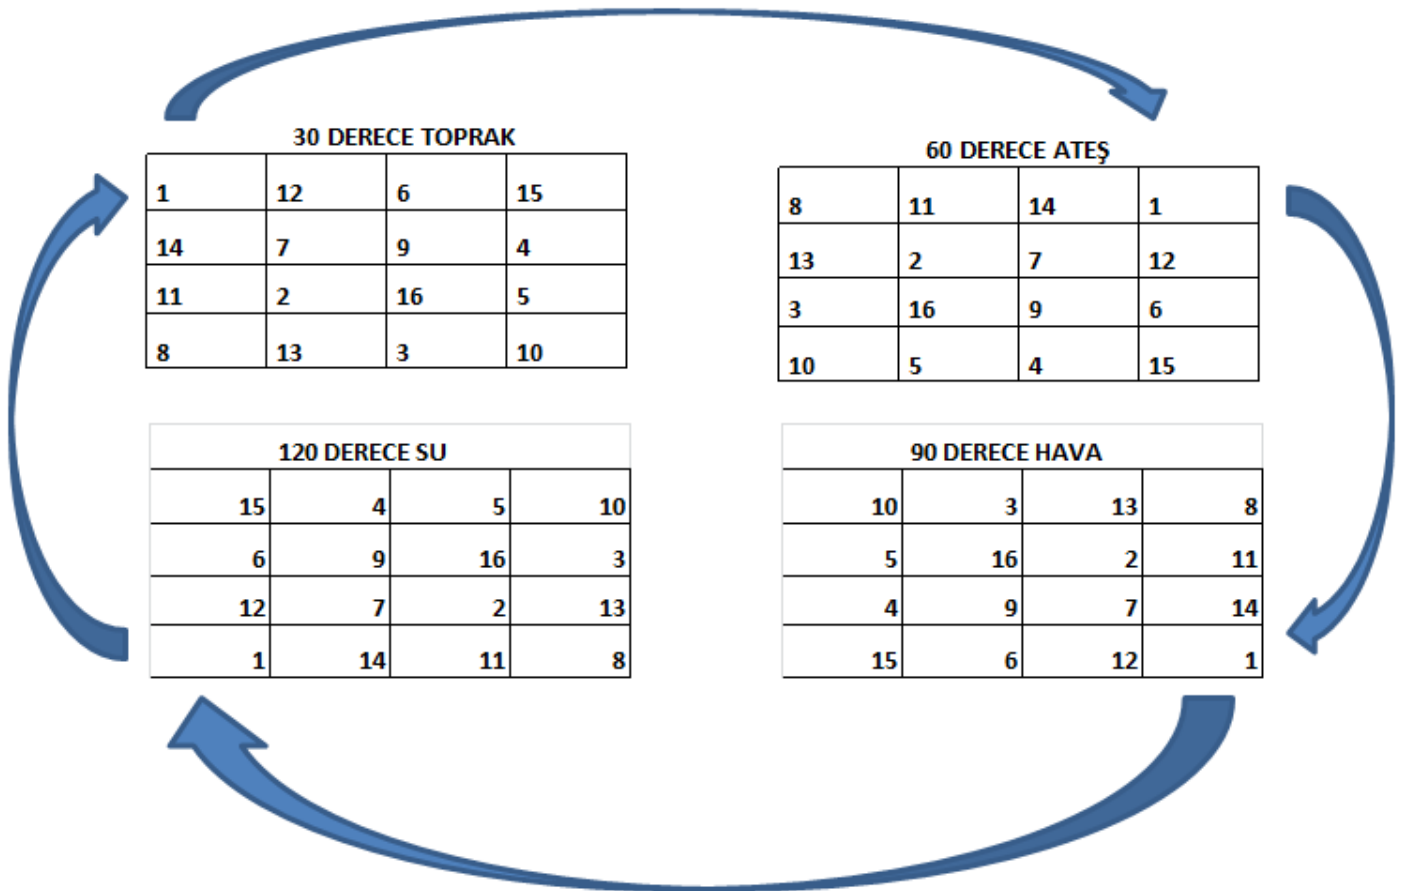 30 DERECE TOPRAK
1 12 6 15
14 7 9 4
11 2 16 5
8 13 3 10
60 DERECE ATEŞ
8 11 14 1
13 2 7 12
3 16 9 6
10 5 4 15
120 DERECE SU
15 4 5 10
6 9 16 3
12 7 2 13
1 14 11 8
90 DERECE HAVA
10 3 13 8
5 16 2 11
4 9 7 14
15 6 12 1